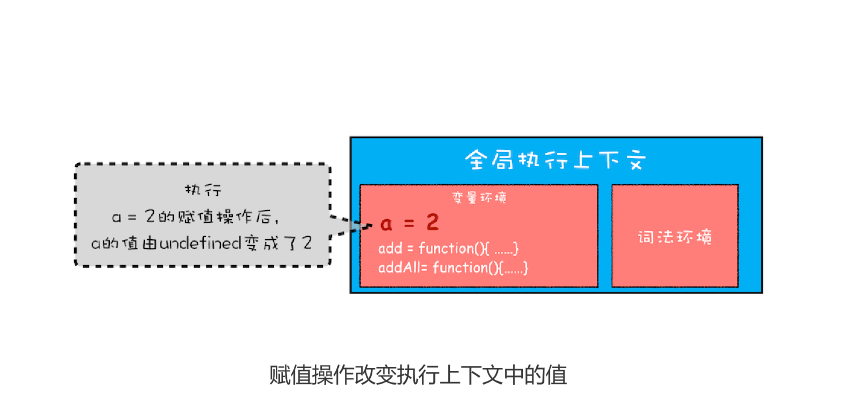 全局执行上下文
执行
a = 2的赋值操作后,
a的值由undefined变成了2
变量环境
a = 2
add = function(){ ......}
addAll= function(){......}
词法环境
赋值操作改变执行上下文中的值